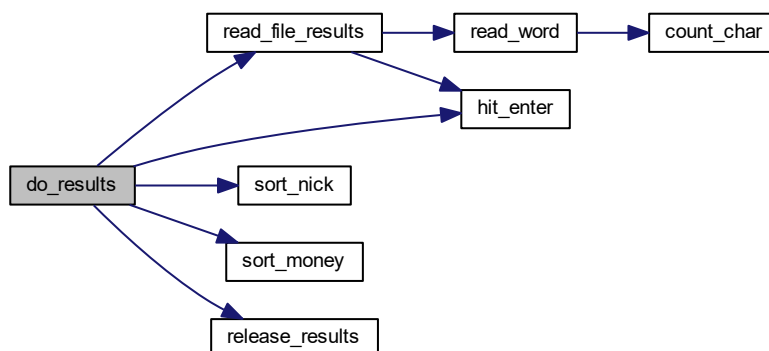 read_file_results
read_word
count_char
hit_enter
do_results
sort_nick
sort_money
release_results